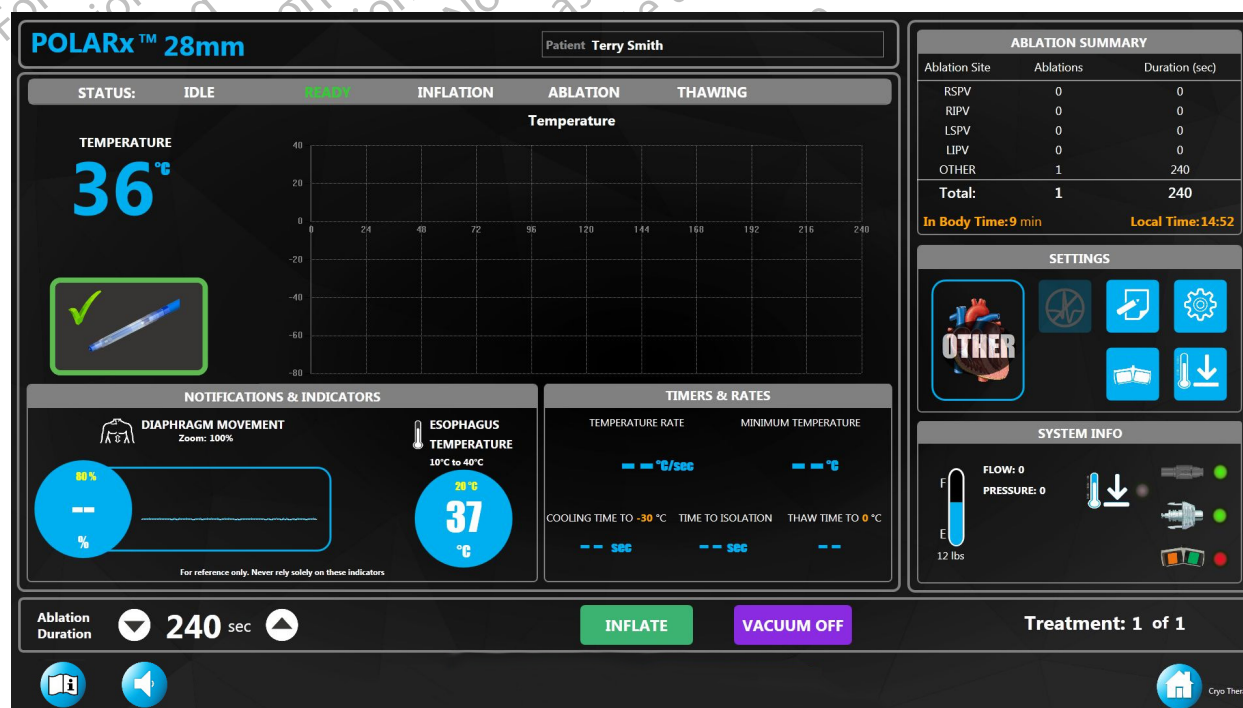 POLARx™ 28mm
Patient Terry Smith
STATUS: IDLE READY INFLATION ABLATION THAWING
TEMPERATURE
36 °C
Temperature
40
20
0
0 24 48 72 96 120 144 168 192 216 240
-20
-40
-60
-80
NOTIFICATIONS & INDICATORS
DIAPHRAGM MOVEMENT
Zoom: 100%
80 %
--
%
ESOPHAGUS
TEMPERATURE
10°C to 40°C
20 °C
37
°C
For reference only. Never rely solely on these indicators
TIMERS & RATES
TEMPERATURE RATE MINIMUM TEMPERATURE
-- °C/sec -- °C
COOLING TIME TO -30 °C TIME TO ISOLATION THAW TIME TO 0 °C
-- sec -- sec --
ABLATION SUMMARY
Ablation Site Ablations Duration (sec)
RSPV 0 0
RIPV 0 0
LSPV 0 0
LIPV 0 0
OTHER 1 240
Total: 1 240
In Body Time: 9 min Local Time: 14:52
SETTINGS
OTHER
SYSTEM INFO
F
E
12 lbs
FLOW: 0
PRESSURE: 0
Ablation
Duration
240 sec
INFLATE
VACUUM OFF
Treatment: 1 of 1
Cryo